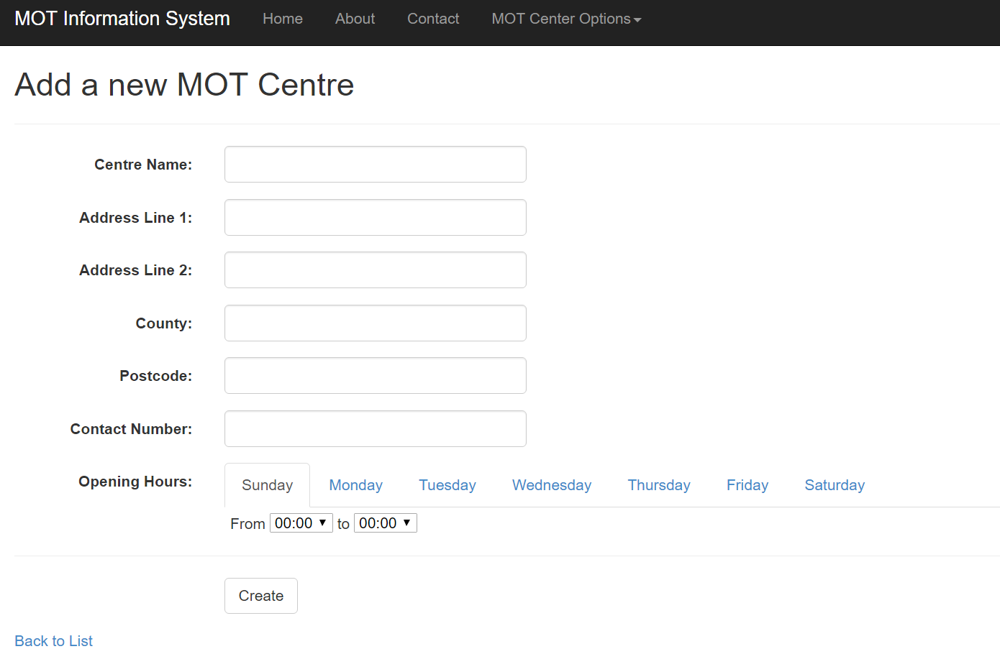 MOT Information System Home About Contact MOT Center Options
Add a new MOT Centre
Centre Name:
Address Line 1:
Address Line 2:
County:
Postcode:
Contact Number:
Opening Hours: Sunday Monday Tuesday Wednesday Thursday Friday Saturday
From 00:00 to 00:00
Create
Back to List